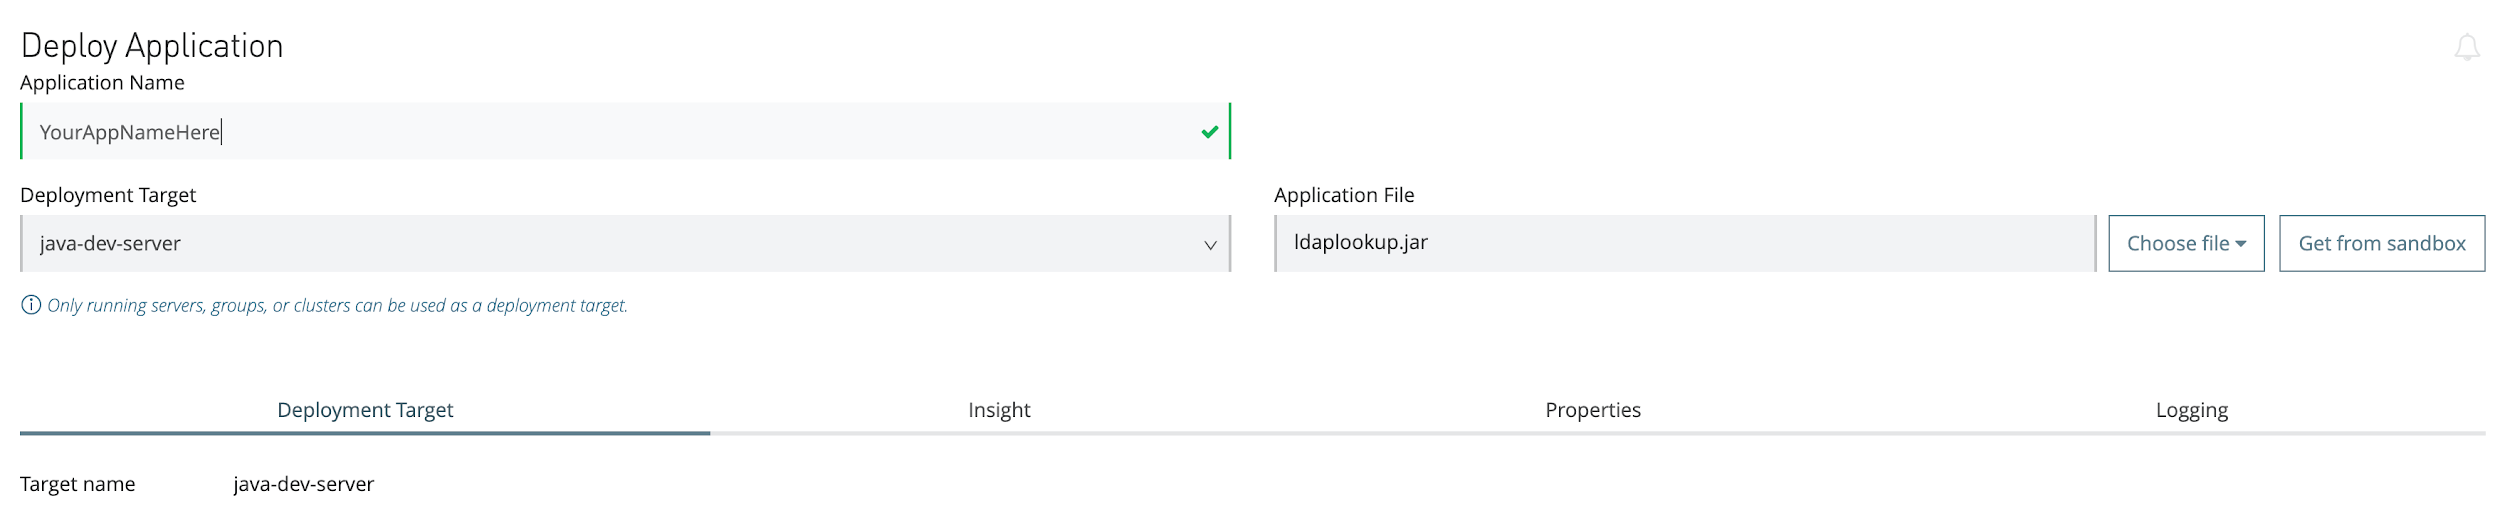 Deploy Application
Application Name
YourAppNameHere
Deployment Target
Application File
java-dev-server
ldaplookup.jar
Choose file
Get from sandbox
Only running servers, groups, or clusters can be used as a deployment target.
Deployment Target
Insight
Properties
Logging
Target name
java-dev-server